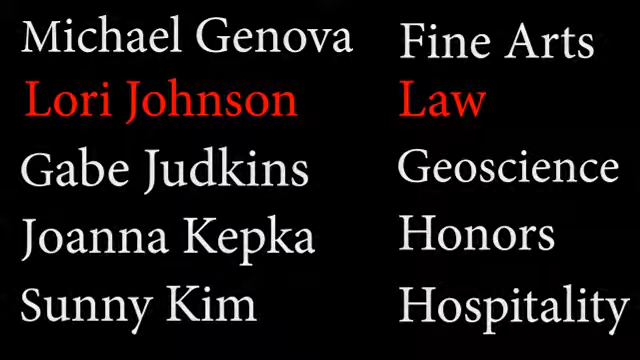 Michael Genova Fine Arts
Lori Johnson Law
Gabe Judkins Geoscience
Joanna Kepka Honors
Sunny Kim Hospitality